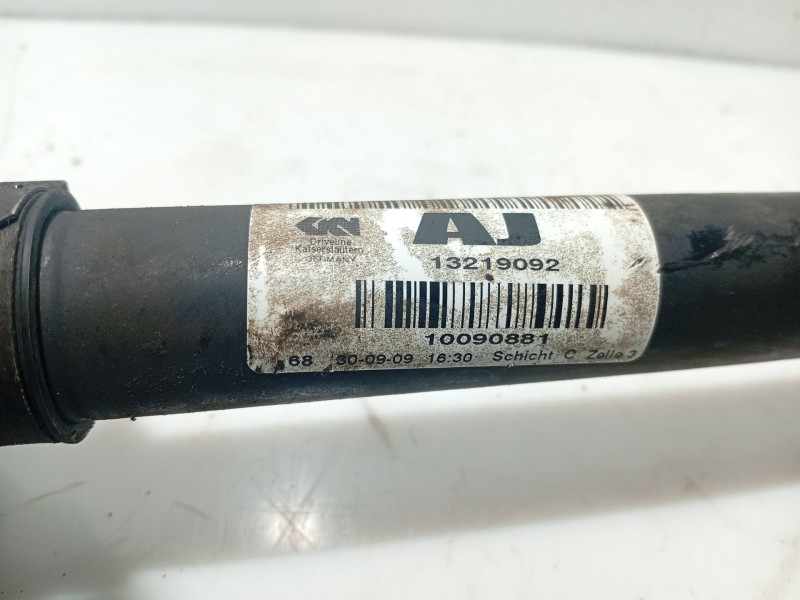 GKN
Driveline
Kaiserslautern
GERMANY
AJ
13219092
10090881
68 30-09-09 16:30 Schicht C Zelle 3